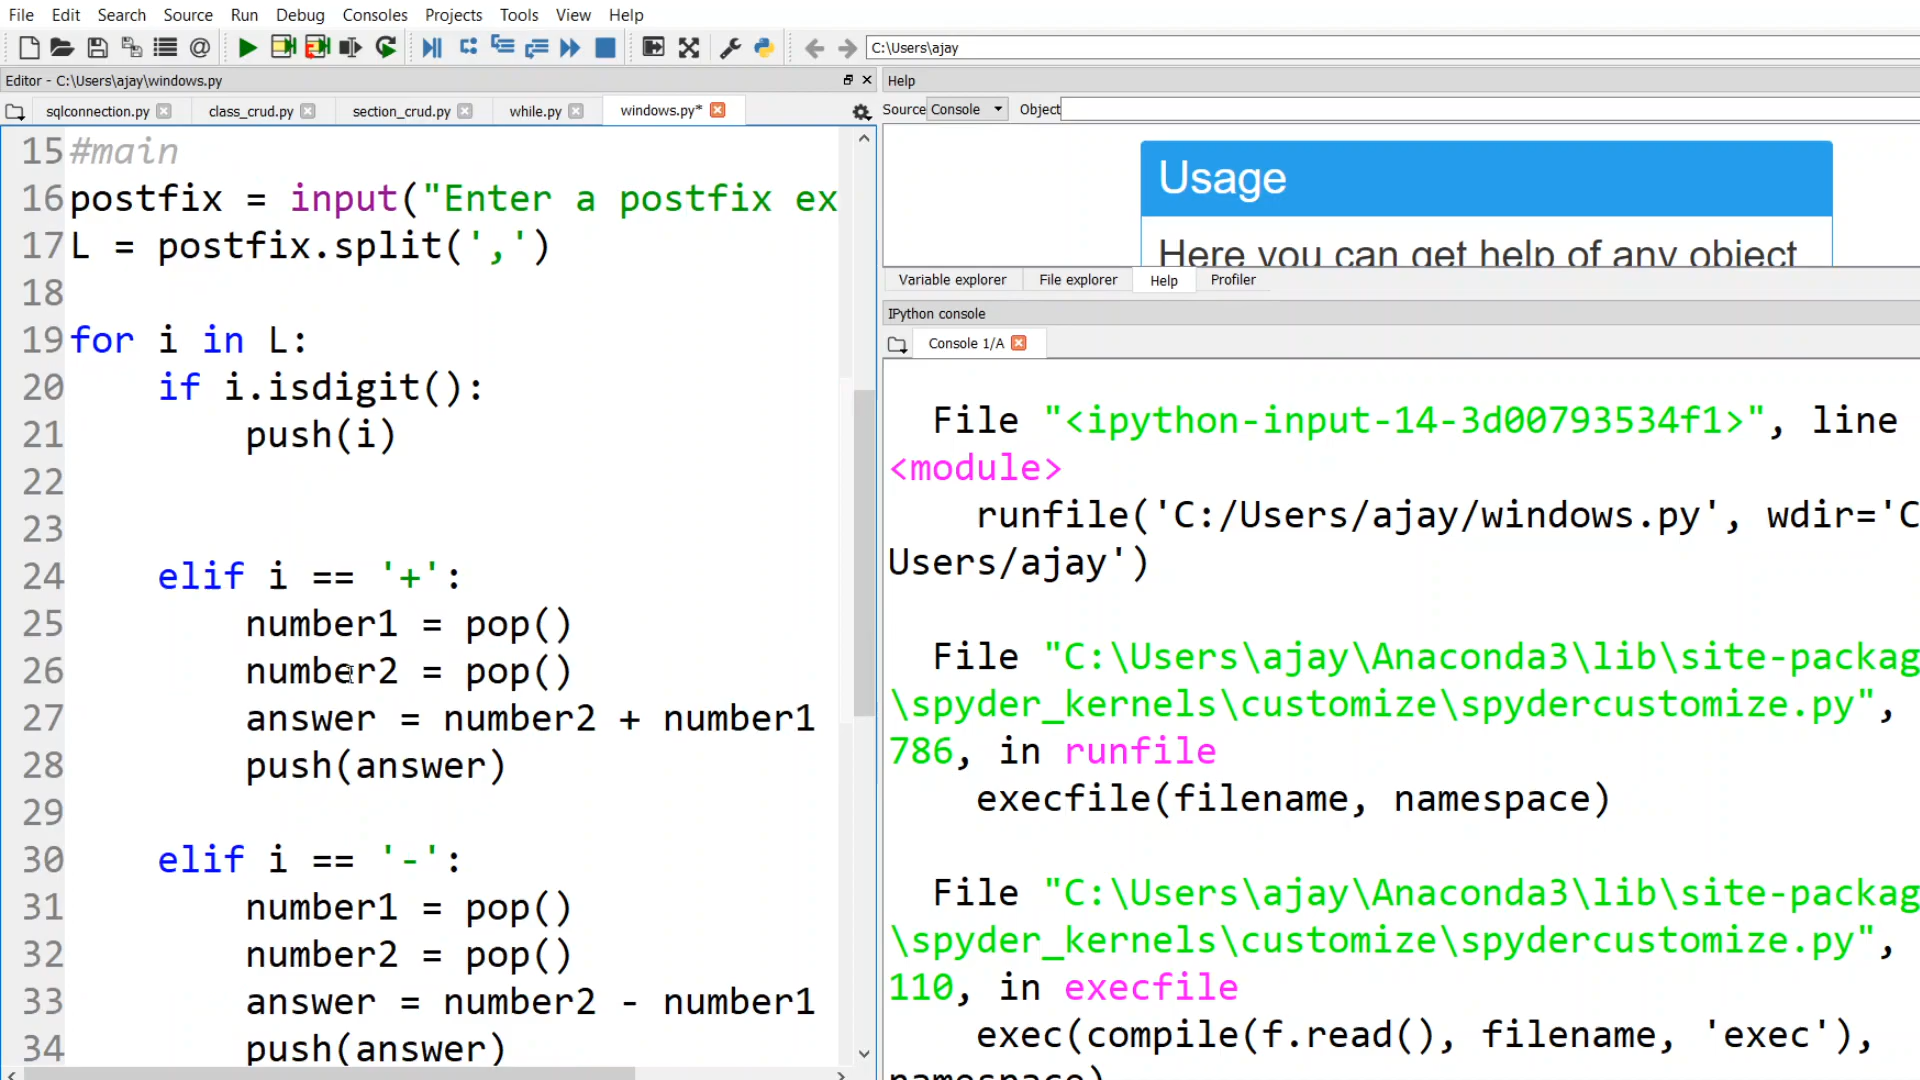 File Edit Search Source Run Debug Consoles Projects Tools View Help
C:\Users\ajay
Editor - C:\Users\ajay\windows.py
sqlconnection.py class_crud.py section_crud.py while.py windows.py*
15 #main
16 postfix = input("Enter a postfix ex
17 L = postfix.split(',')
18
19 for i in L:
20 if i.isdigit():
21 push(i)
22
23
24 elif i == '+':
25 number1 = pop()
26 number2 = pop()
27 answer = number2 + number1
28 push(answer)
29
30 elif i == '-':
31 number1 = pop()
32 number2 = pop()
33 answer = number2 - number1
34 push(answer)
Help
Source Console Object
Usage
Here you can get help of any object
Variable explorer File explorer Help Profiler
IPython console
Console 1/A
File "<ipython-input-14-3d00793534f1>", line
<module>
runfile('C:/Users/ajay/windows.py', wdir='C
Users/ajay')
File "C:\Users\ajay\Anaconda3\lib\site-packag
\spyder_kernels\customize\spydercustomize.py",
786, in runfile
execfile(filename, namespace)
File "C:\Users\ajay\Anaconda3\lib\site-packag
\spyder_kernels\customize\spydercustomize.py",
110, in execfile
exec(compile(f.read(), filename, 'exec'),
namespace)